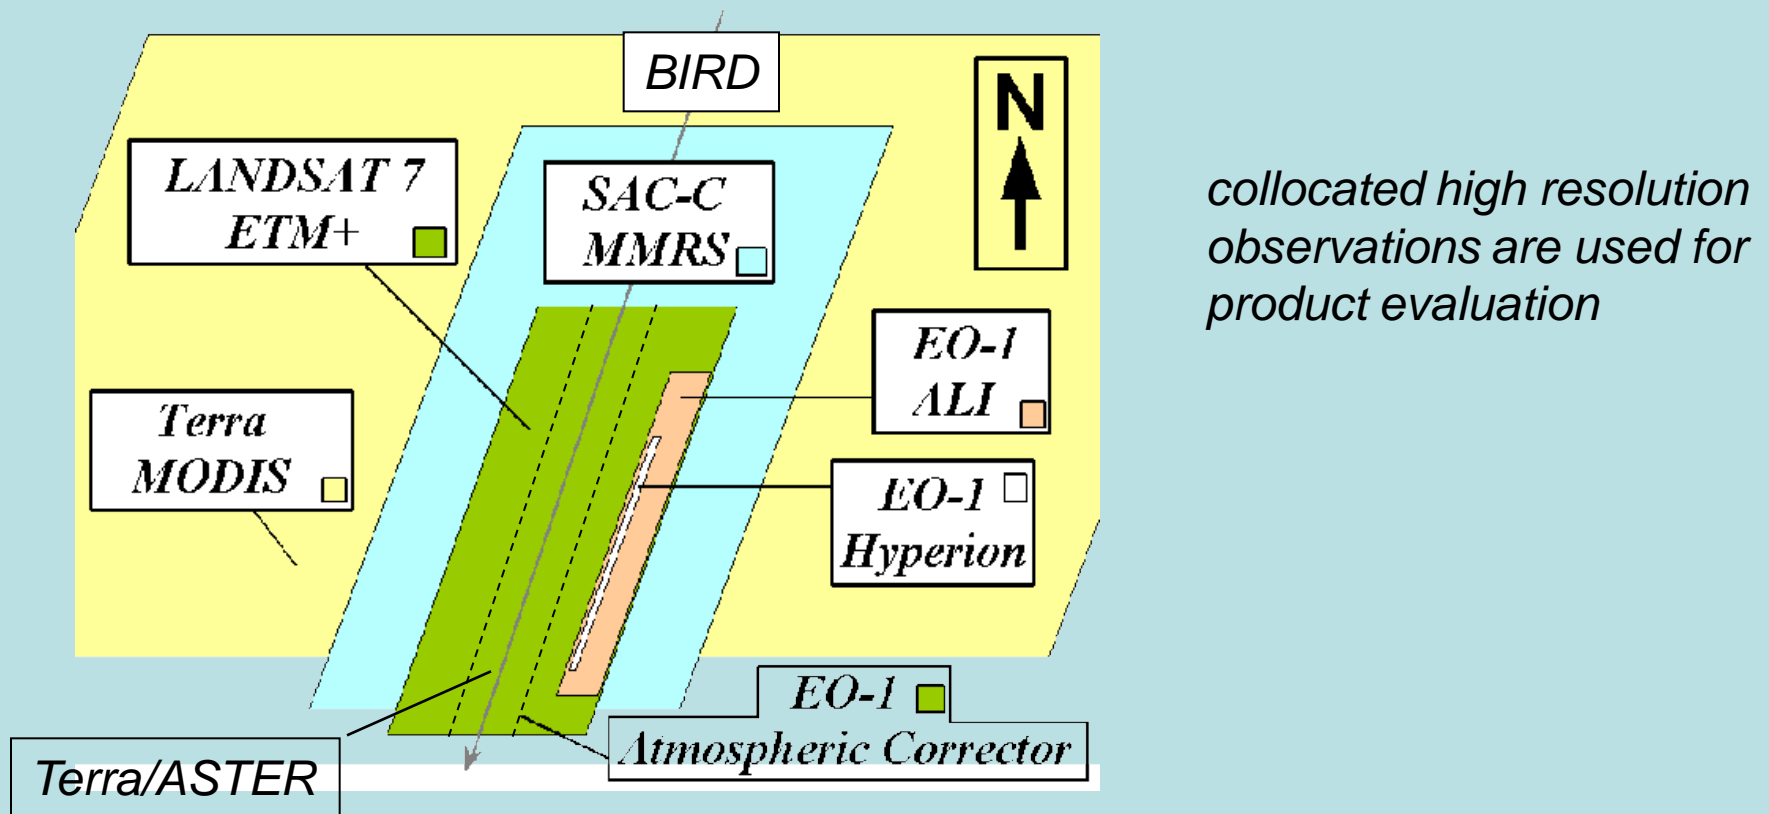 BIRD
N
LANDSAT 7
ETM+
SAC-C
MMRS
collocated high resolution
observations are used for
product evaluation
EO-1
ALI
Terra
MODIS
EO-1
Hyperion
EO-1
Atmospheric Corrector
Terra/ASTER